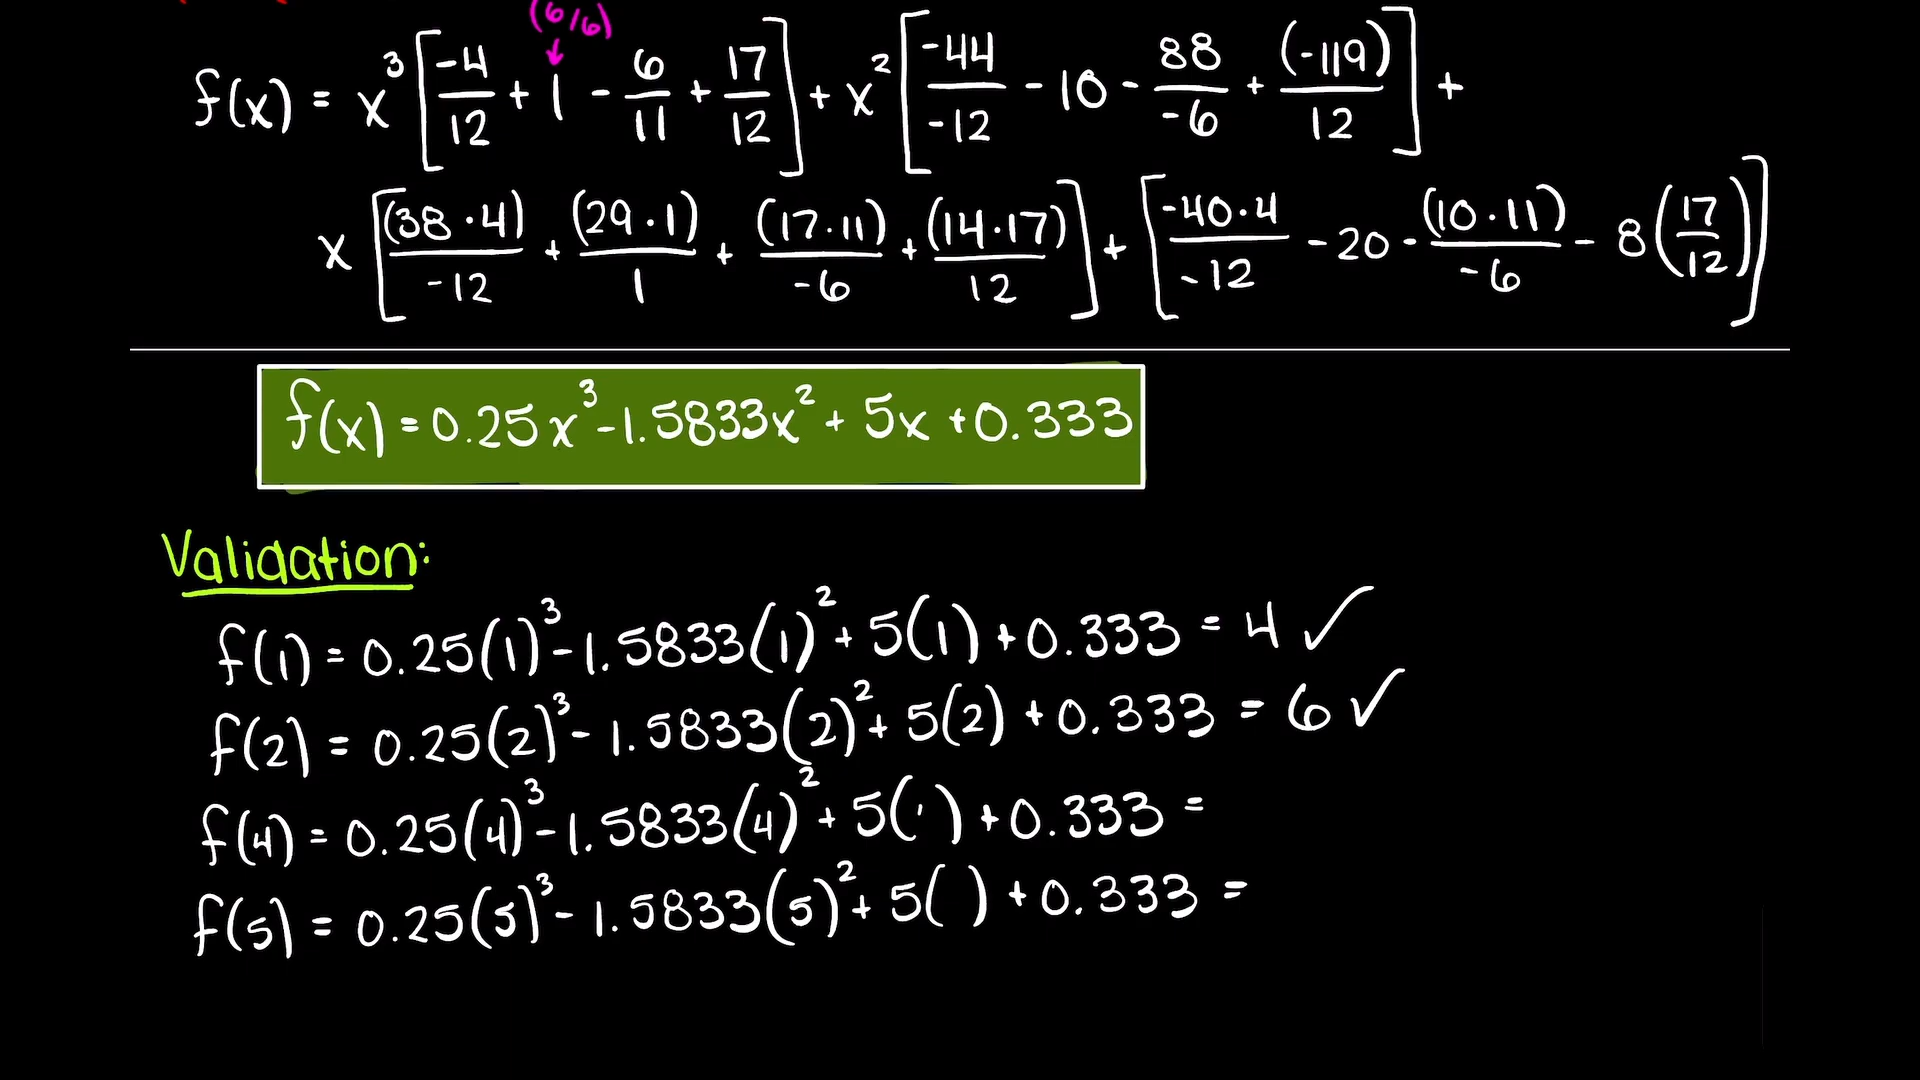 (6/6)
↓
f(x) = x³ [ -4/12 + 1 - 6/11 + 17/12 ] + x² [ -44/-12 - 10 - 88/-6 + (-119)/12 ] +
x [ (38·4)/-12 + (29·1)/1 + (17·11)/-6 + (14·17)/12 ] + [ -40·4/-12 - 20 - (10·11)/-6 - 8(17/12) ]
f(x) = 0.25x³ - 1.5833x² + 5x + 0.333
Validation:
f(1) = 0.25(1)³ - 1.5833(1)² + 5(1) + 0.333 = 4 ✓
f(2) = 0.25(2)³ - 1.5833(2)² + 5(2) + 0.333 = 6 ✓
f(4) = 0.25(4)³ - 1.5833(4)² + 5( ) + 0.333 =
f(5) = 0.25(5)³ - 1.5833(5)² + 5( ) + 0.333 =